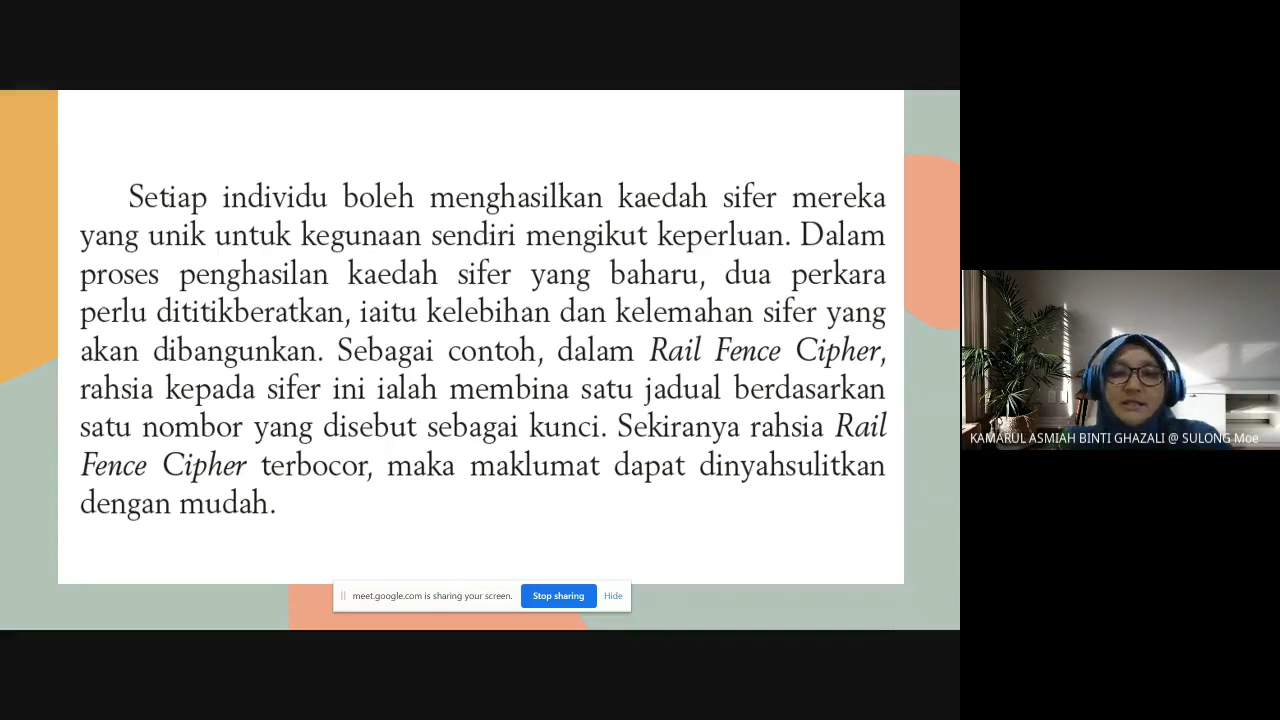 Setiap individu boleh menghasilkan kaedah sifer mereka
yang unik untuk kegunaan sendiri mengikut keperluan. Dalam
proses penghasilan kaedah sifer yang baharu, dua perkara
perlu dititikberatkan, iaitu kelebihan dan kelemahan sifer yang
akan dibangunkan. Sebagai contoh, dalam Rail Fence Cipher,
rahsia kepada sifer ini ialah membina satu jadual berdasarkan
satu nombor yang disebut sebagai kunci. Sekiranya rahsia Rail
Fence Cipher terbocor, maka maklumat dapat dinyahsulitkan
dengan mudah.
meet.google.com is sharing your screen. Stop sharing Hide
KAMARUL ASMIAH BINTI GHAZALI @ SULONG Moe